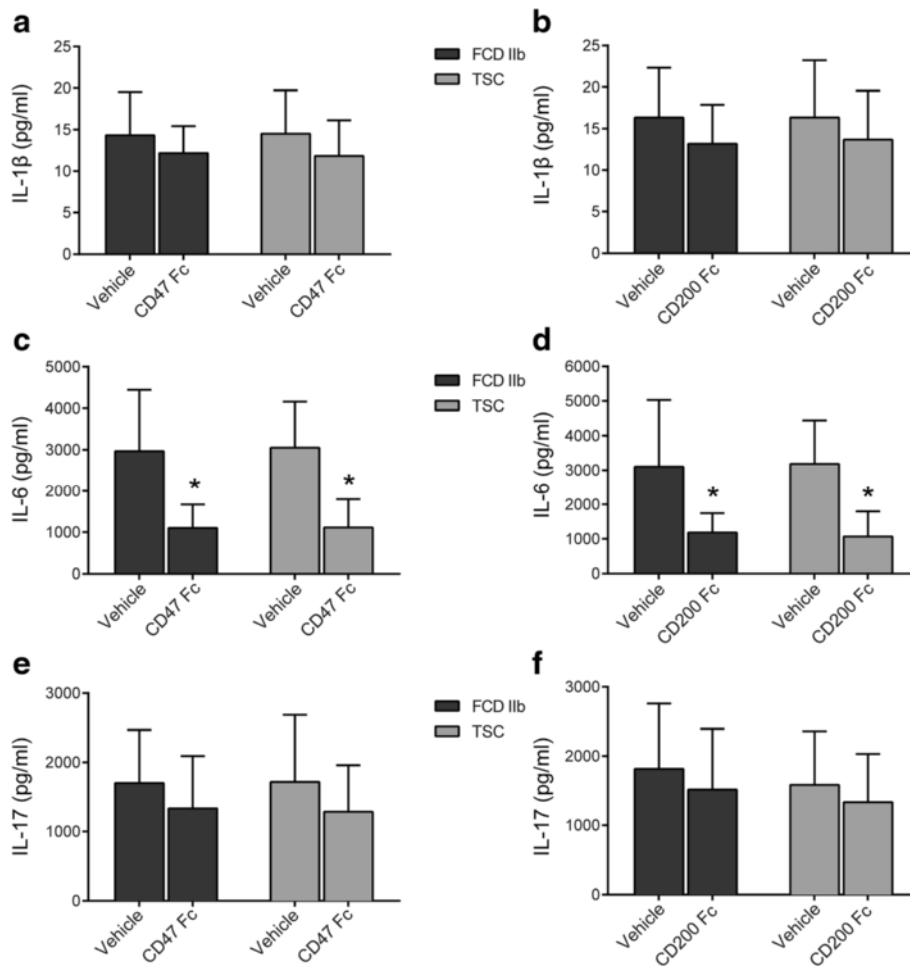 a
IL-1β (pg/ml)
25
20
15
10
5
0
Vehicle
CD47 Fc
Vehicle
CD47 Fc
FCD IIb
TSC
b
IL-1β (pg/ml)
25
20
15
10
5
0
Vehicle
CD200 Fc
Vehicle
CD200 Fc
c
IL-6 (pg/ml)
5000
4000
3000
2000
1000
0
*
*
Vehicle
CD47 Fc
Vehicle
CD47 Fc
FCD IIb
TSC
d
IL-6 (pg/ml)
6000
5000
4000
3000
2000
1000
0
*
*
Vehicle
CD200 Fc
Vehicle
CD200 Fc
e
IL-17 (pg/ml)
3000
2000
1000
0
Vehicle
CD47 Fc
Vehicle
CD47 Fc
FCD IIb
TSC
f
IL-17 (pg/ml)
3000
2000
1000
0
Vehicle
CD200 Fc
Vehicle
CD200 Fc